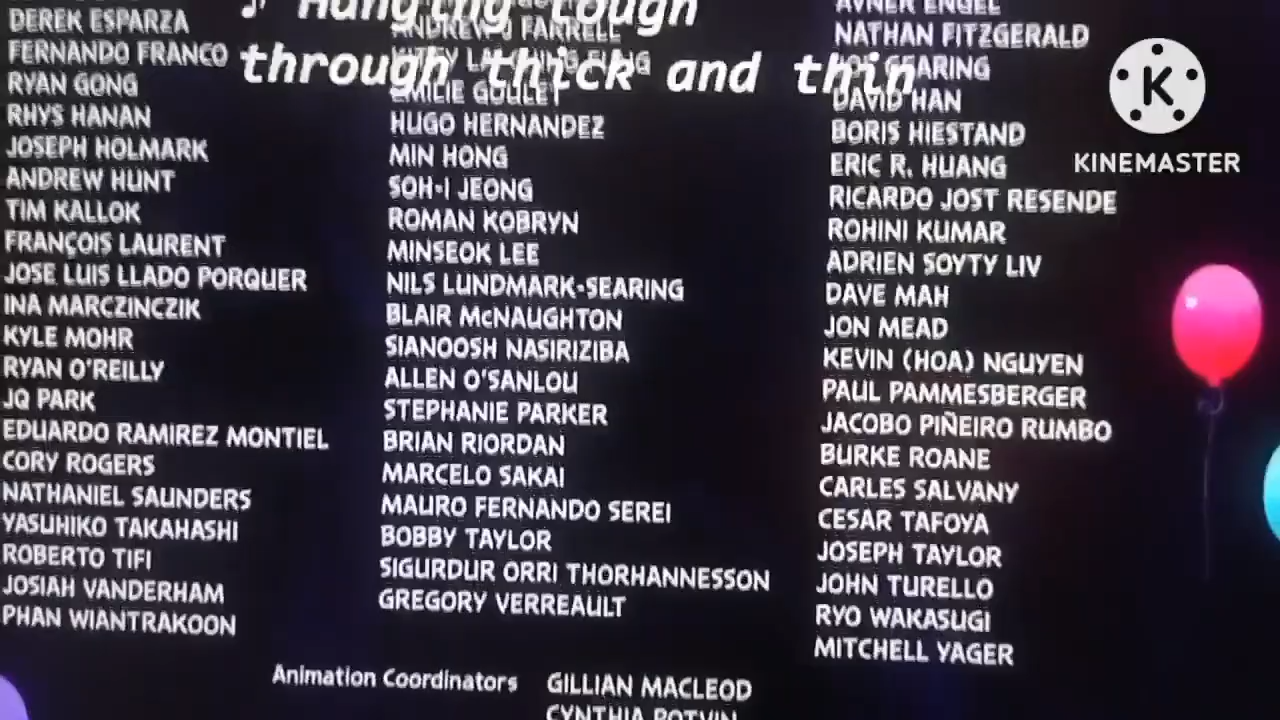 ♪ Hanging tough
through thick and thin
DEREK ESPARZA
FERNANDO FRANCO
RYAN GONG
RHYS HANAN
JOSEPH HOLMARK
ANDREW HUNT
TIM KALLOK
FRANÇOIS LAURENT
JOSE LUIS LLADO PORQUER
INA MARCZINCZIK
KYLE MOHR
RYAN O'REILLY
JQ PARK
EDUARDO RAMIREZ MONTIEL
CORY ROGERS
NATHANIEL SAUNDERS
YASUHIKO TAKAHASHI
ROBERTO TIFI
JOSIAH VANDERHAM
PHAN WIANTRAKOON
ANDREW J FARRELL
EMILIE GOULET
HUGO HERNANDEZ
MIN HONG
SOH-I JEONG
ROMAN KOBRYN
MINSEOK LEE
NILS LUNDMARK-SEARING
BLAIR McNAUGHTON
SIANOOSH NASIRIZIBA
ALLEN O'SANLOU
STEPHANIE PARKER
BRIAN RIORDAN
MARCELO SAKAI
MAURO FERNANDO SEREI
BOBBY TAYLOR
SIGURDUR ORRI THORHANNESSON
GREGORY VERREAULT
AVNER ENGEL
NATHAN FITZGERALD
GEARING
DAVID HAN
BORIS HIESTAND
ERIC R. HUANG
RICARDO JOST RESENDE
ROHINI KUMAR
ADRIEN SOYTY LIV
DAVE MAH
JON MEAD
KEVIN (HOA) NGUYEN
PAUL PAMMESBERGER
JACOBO PIÑEIRO RUMBO
BURKE ROANE
CARLES SALVANY
CESAR TAFOYA
JOSEPH TAYLOR
JOHN TURELLO
RYO WAKASUGI
MITCHELL YAGER
Animation Coordinators GILLIAN MACLEOD
CYNTHIA POTVIN
K
KINEMASTER